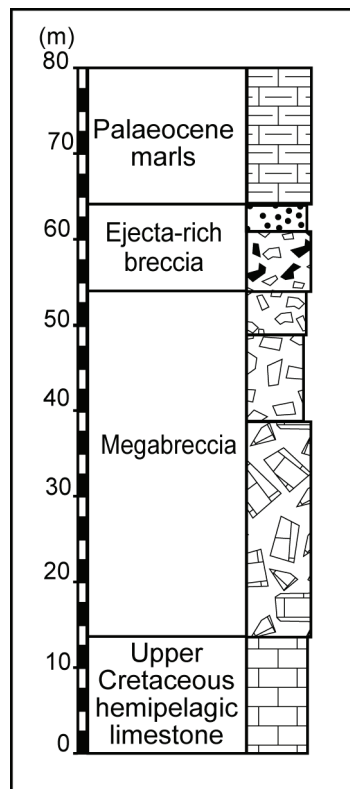 (m)
80
70
60
50
40
30
20
10
0
Palaeocene
marls
Ejecta-rich
breccia
Megabreccia
Upper
Cretaceous
hemipelagic
limestone